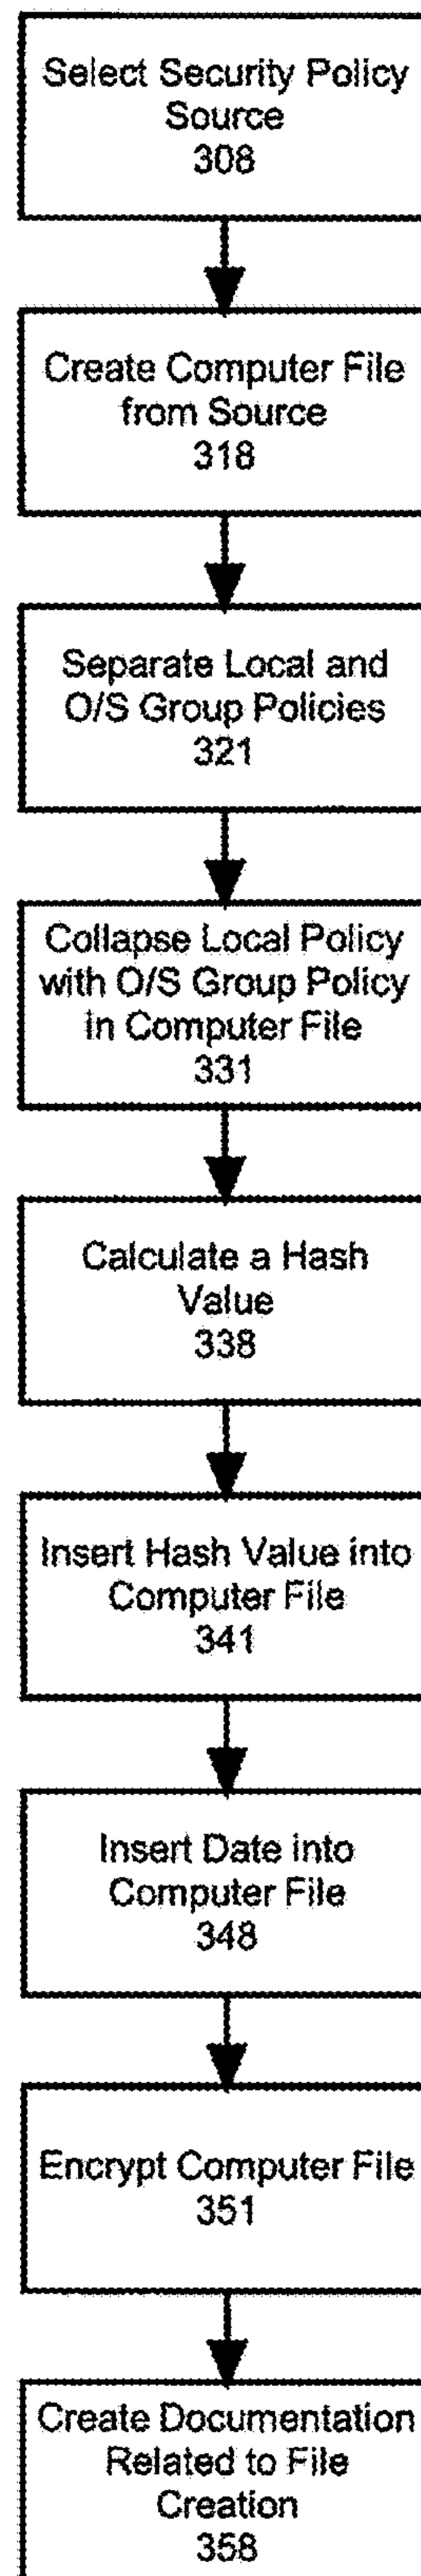 Select Security Policy
Source
308
Create Computer File
from Source
318
Separate Local and
O/S Group Policies
321
Collapse Local Policy
with O/S Group Policy
in Computer File
331
Calculate a Hash
Value
338
Insert Hash Value into
Computer File
341
Insert Date into
Computer File
348
Encrypt Computer File
351
Create Documentation
Related to File
Creation
358